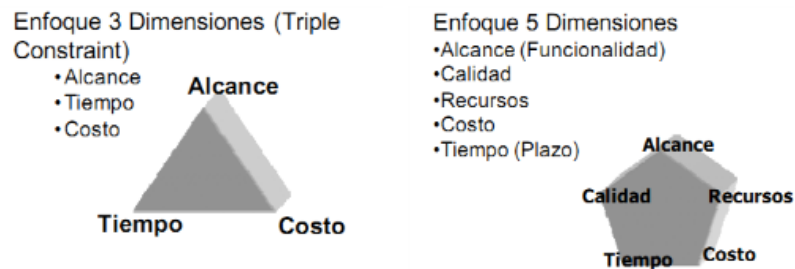 Enfoque 3 Dimensiones (Triple
Constraint)
•Alcance
•Tiempo
•Costo
Alcance
Tiempo
Costo
Enfoque 5 Dimensiones
•Alcance (Funcionalidad)
•Calidad
•Recursos
•Costo
•Tiempo (Plazo)
Alcance
Calidad
Recursos
Tiempo
Costo